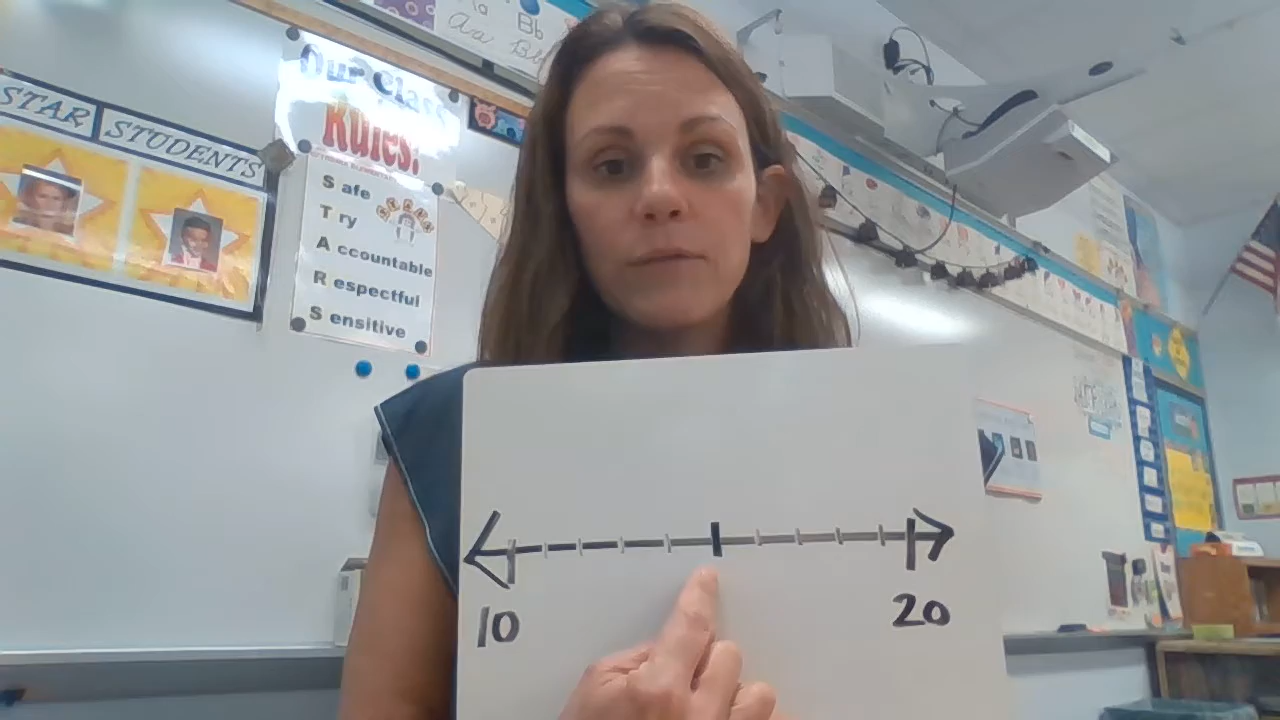 STAR STUDENTS
Our Class
Rules!
Safe
Try
Accountable
Respectful
Sensitive
Bb
Aa
10
20